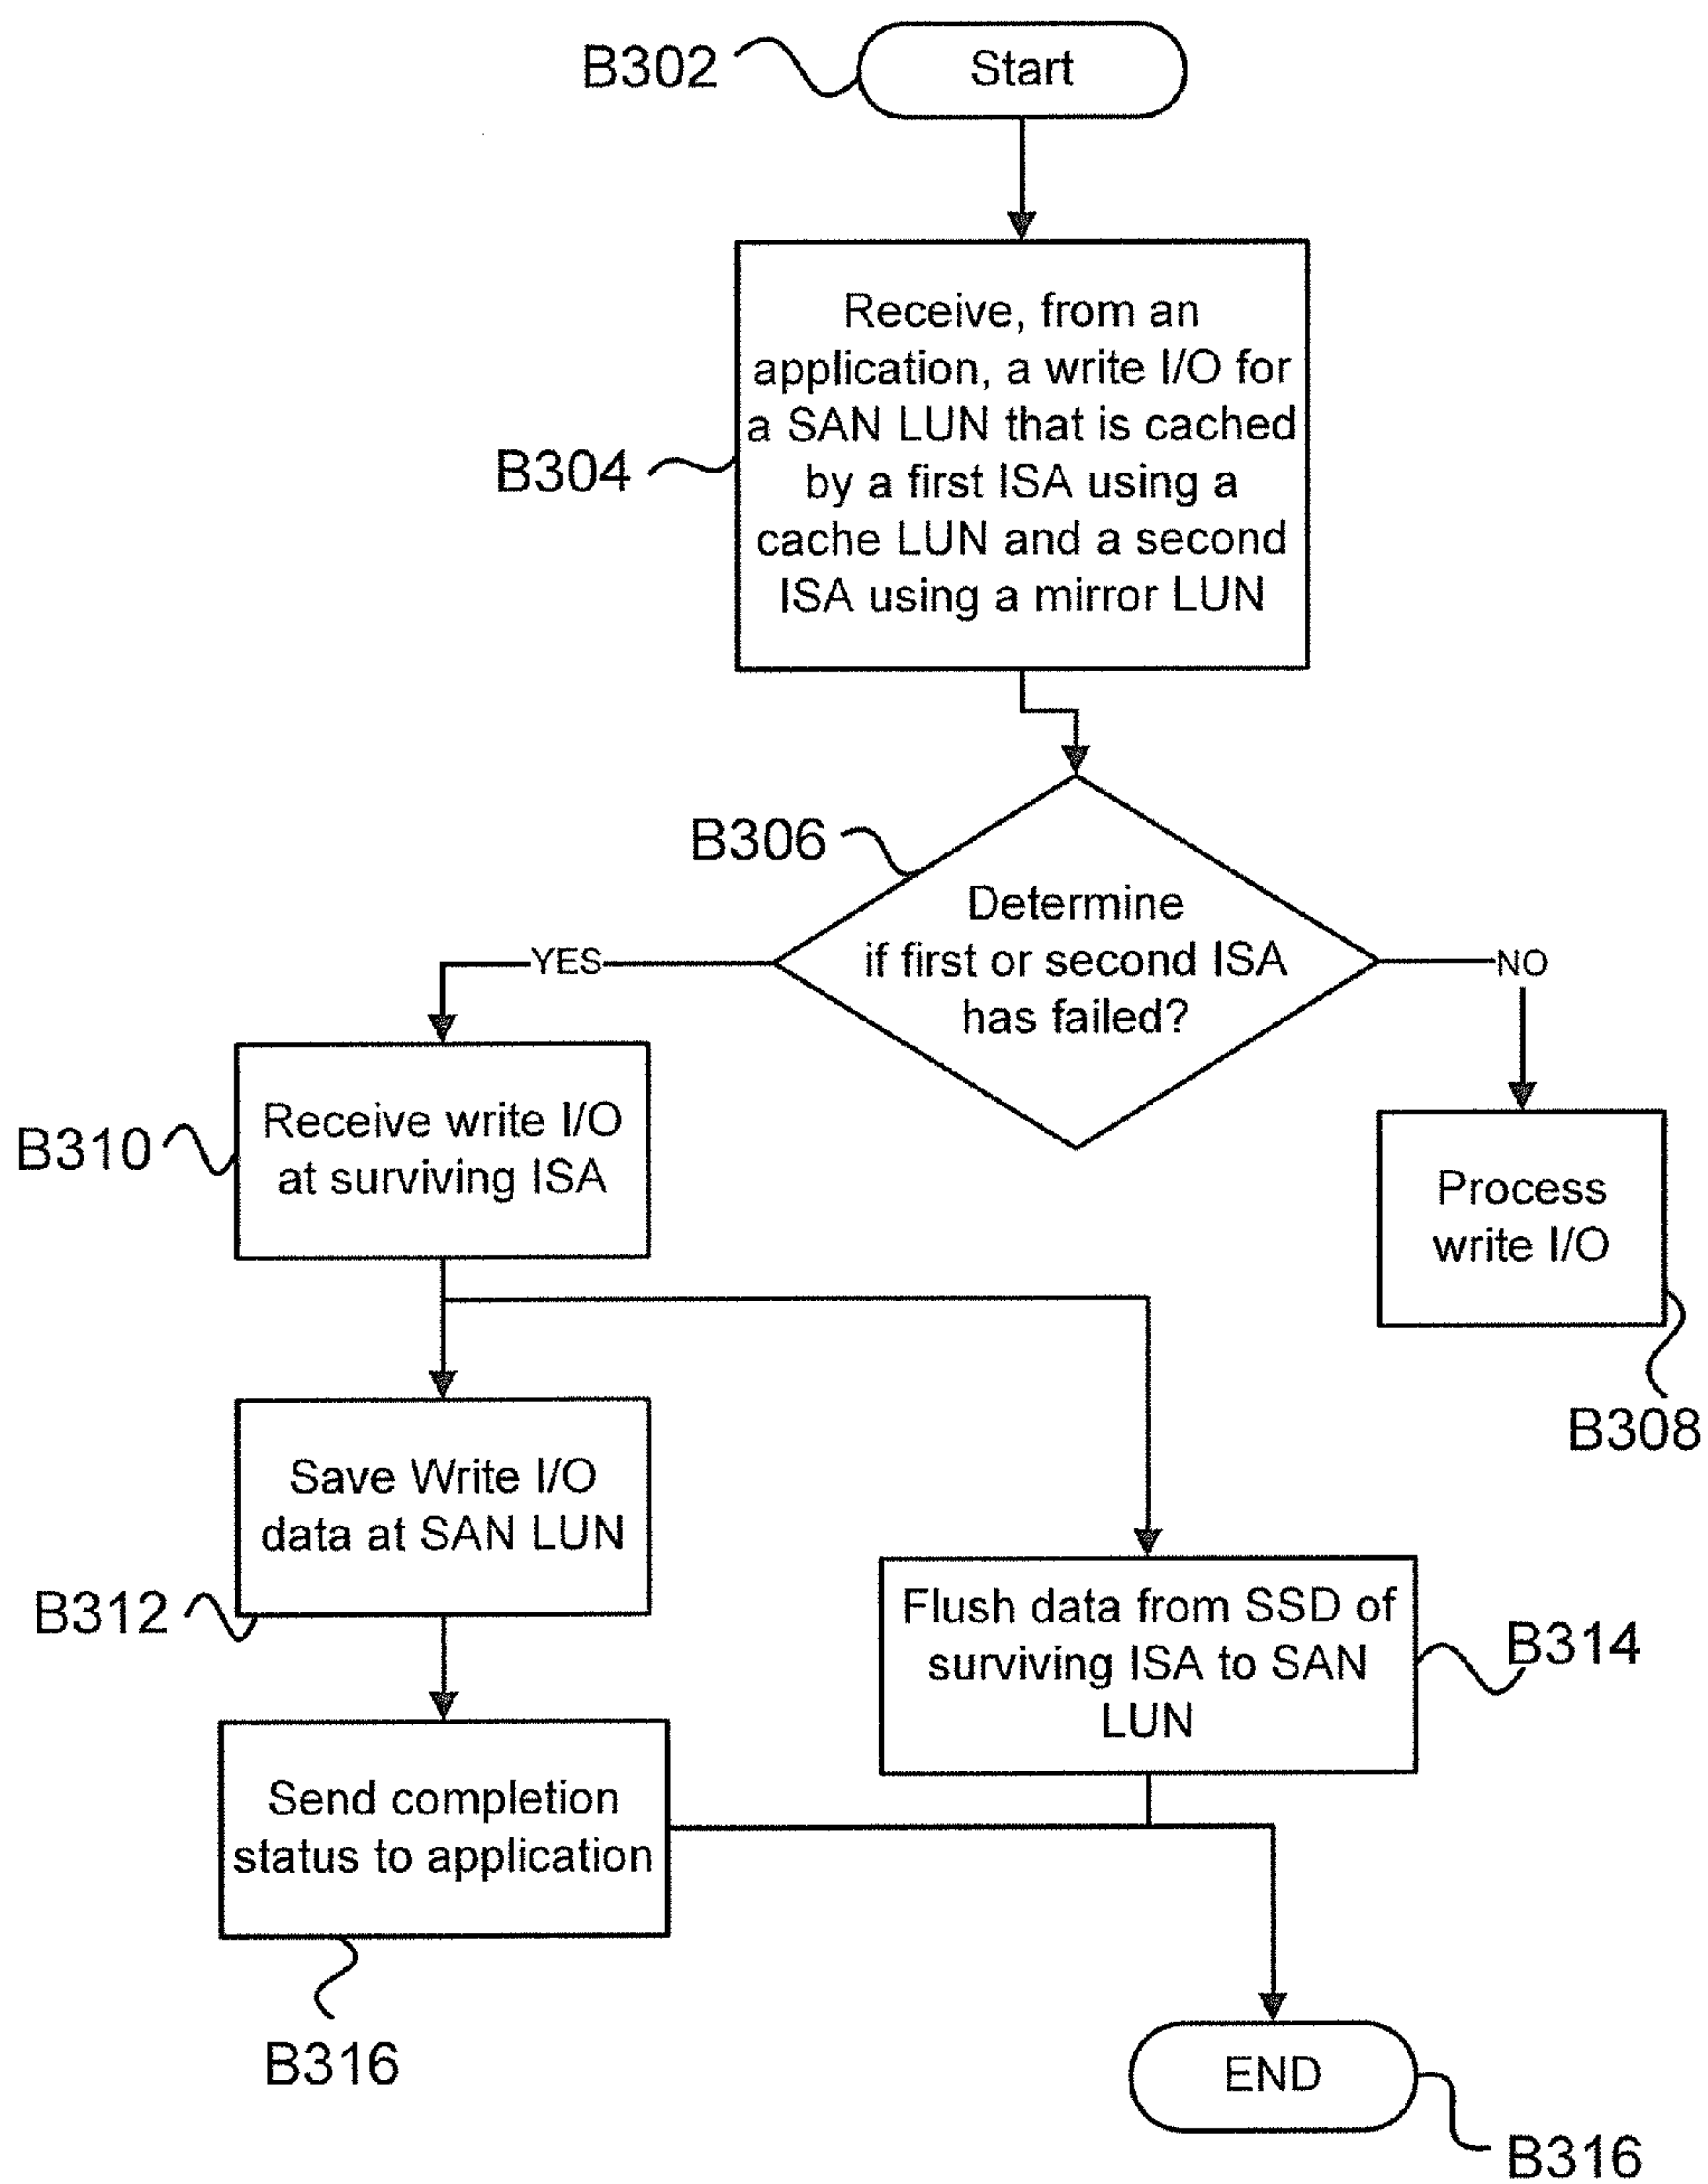 B302
Start
B304
Receive, from an
application, a write I/O for
a SAN LUN that is cached
by a first ISA using a
cache LUN and a second
ISA using a mirror LUN
B306
Determine
if first or second ISA
has failed?
YES
NO
B310
Receive write I/O
at surviving ISA
Process
write I/O
B308
Save Write I/O
data at SAN LUN
B312
Flush data from SSD of
surviving ISA to SAN
LUN
B314
Send completion
status to application
B316
END
B316